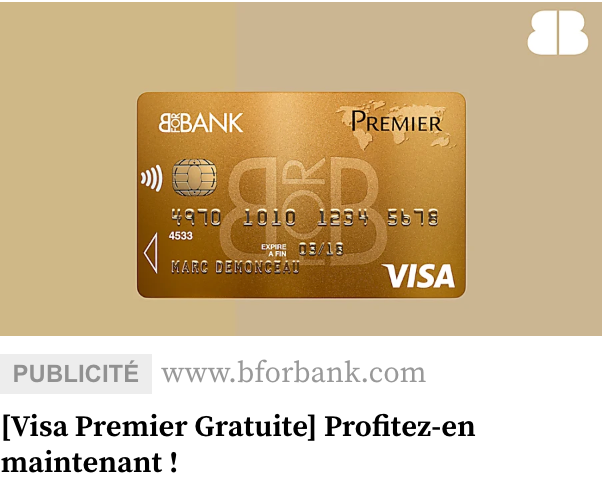 BFORBANK
PREMIER
BFORB
4970 1010 1234 5678
4533
EXPIRE
A FIN 03/18
MARC DEMONCEAU
VISA
PUBLICITÉ www.bforbank.com
[Visa Premier Gratuite] Profitez-en
maintenant !